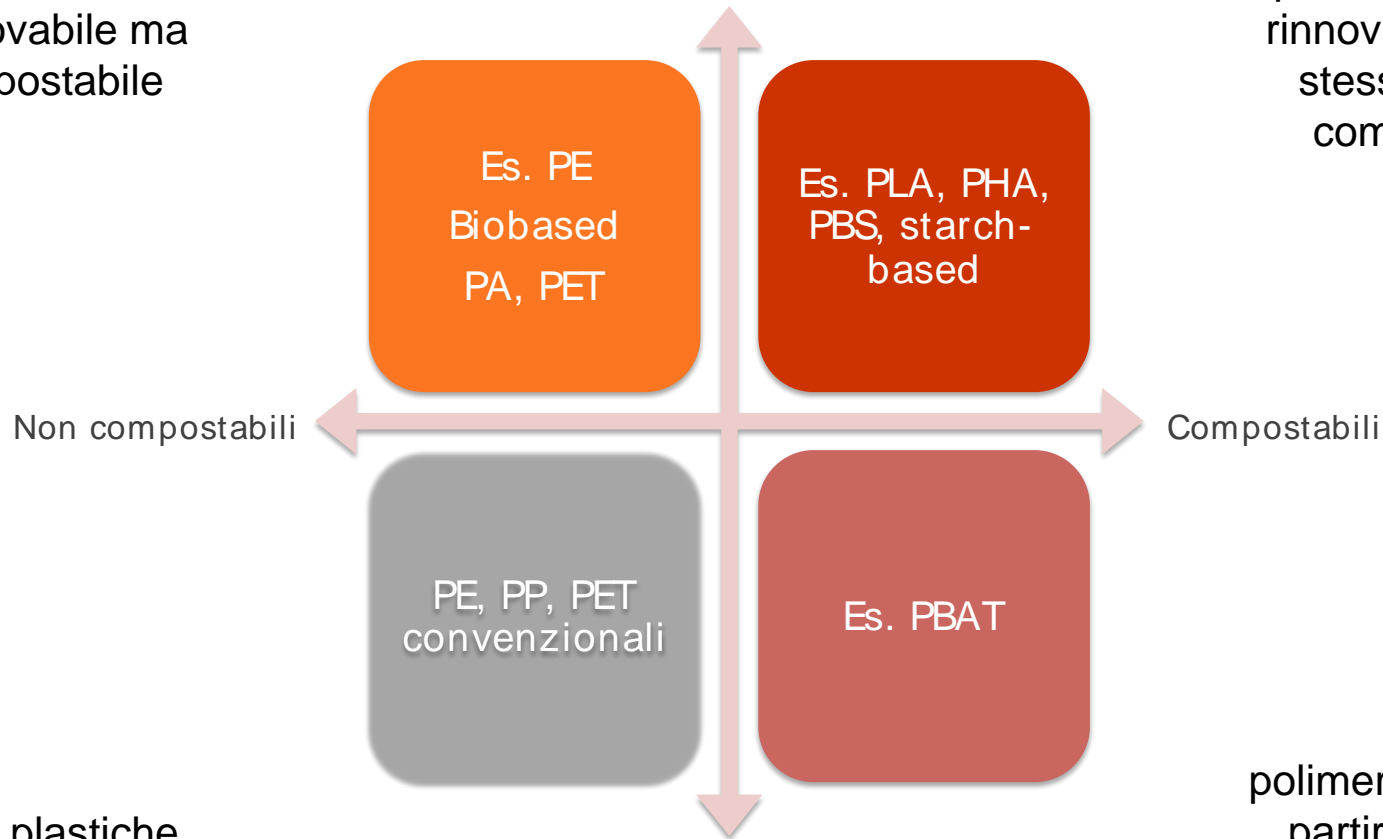 ovabile ma
postabile
rinnov
stess
com
Es. PE
Biobased
PA, PET
Es. PLA, PHA,
PBS, starch-
based
Non compostabili
Compostabili
PE, PP, PET
convenzionali
Es. PBAT
plastiche
polimer
partir